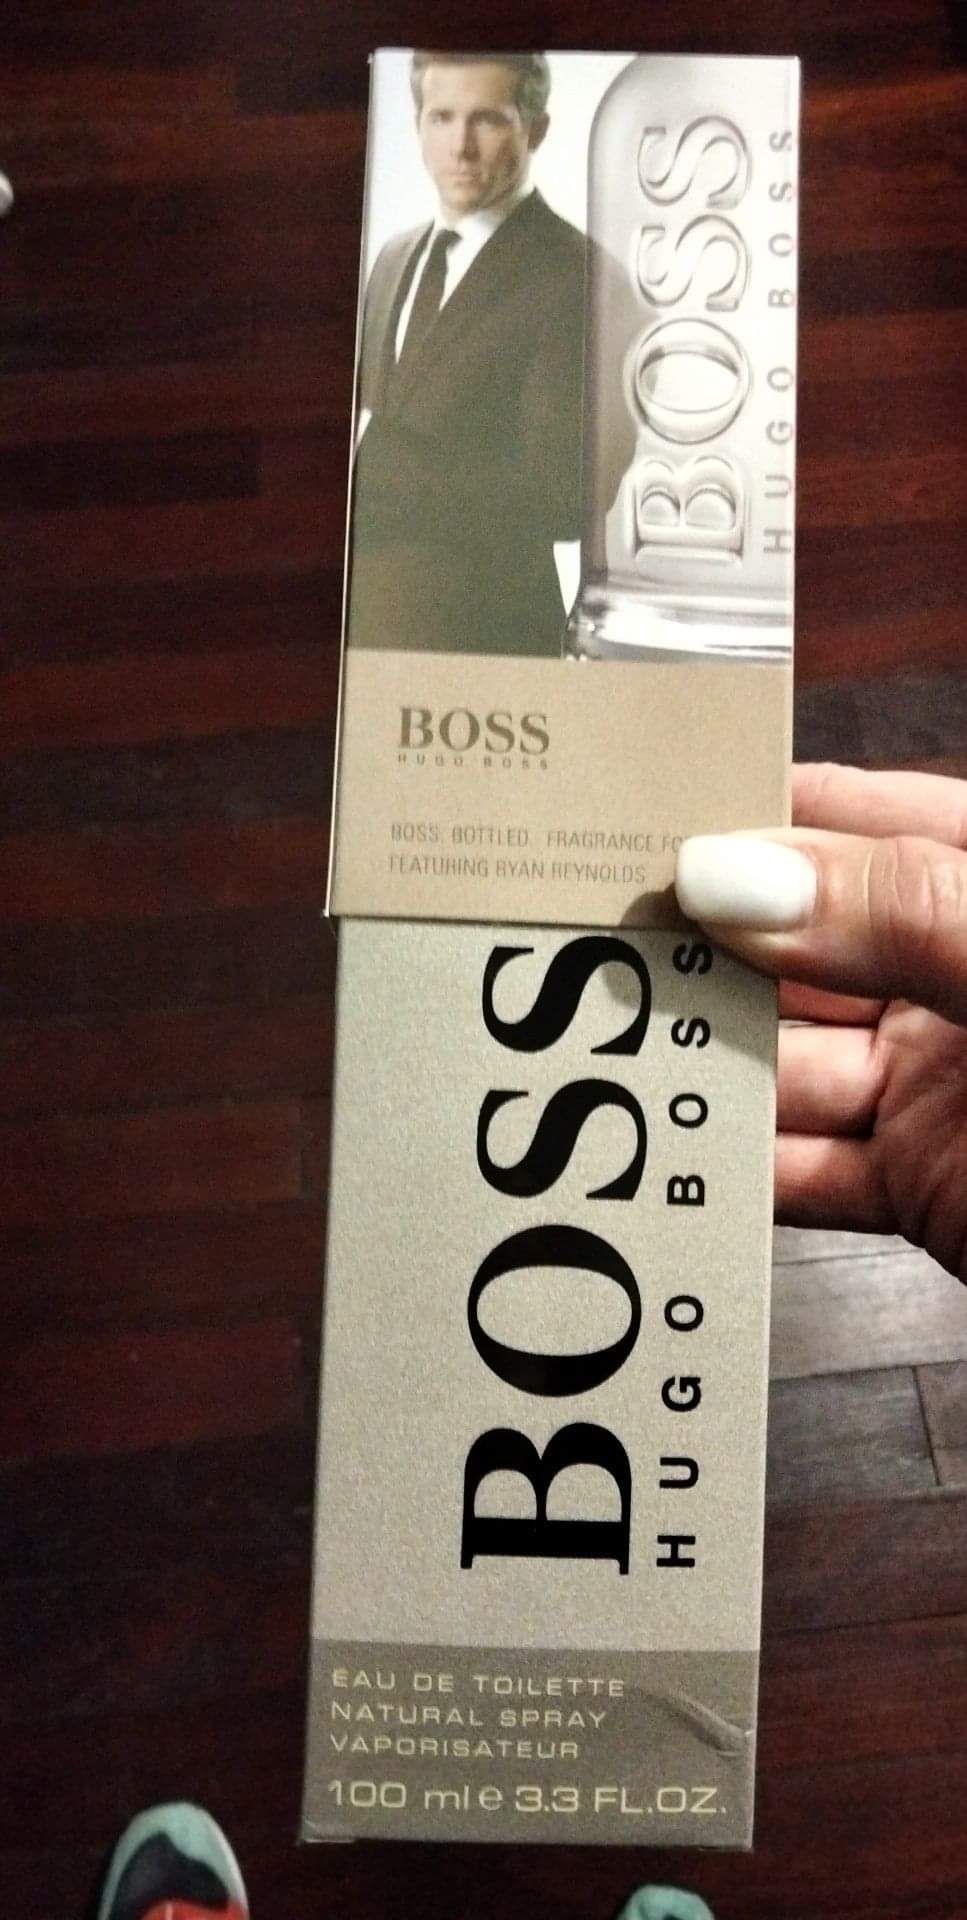 BOSS
HUGO BOSS
BOSS
HUGO BOSS
BOSS. BOTTLED. FRAGRANCE
FEATURING RYAN REYNOLDS
BOSS
HUGO BOSS
EAU DE TOILETTE
NATURAL SPRAY
VAPORISATEUR
100 ml e 3.3 FL.OZ.